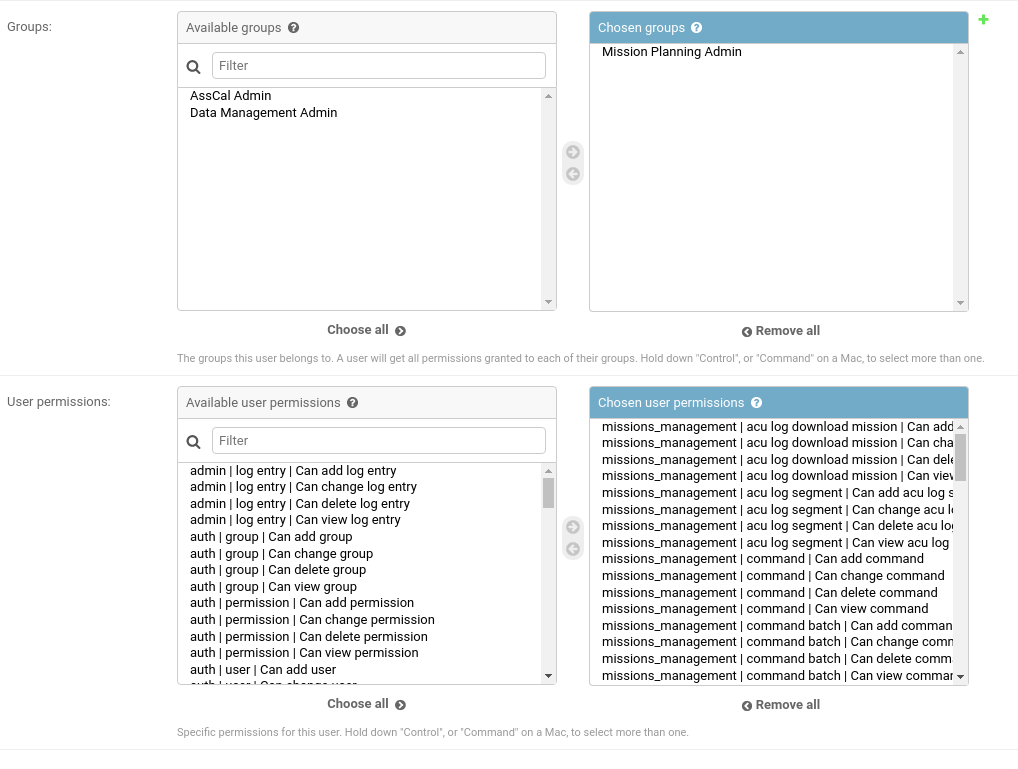 Groups:
Available groups
Chosen groups
Filter
Mission Planning Admin
AssCal Admin
Data Management Admin
Choose all
Remove all
The groups this user belongs to. A user will get all permissions granted to each of their groups. Hold down "Control", or "Command" on a Mac, to select more than one.
User permissions:
Available user permissions
Chosen user permissions
Filter
admin | log entry | Can add log entry
admin | log entry | Can change log entry
admin | log entry | Can delete log entry
admin | log entry | Can view log entry
auth | group | Can add group
auth | group | Can change group
auth | group | Can delete group
auth | group | Can view group
auth | permission | Can add permission
auth | permission | Can change permission
auth | permission | Can delete permission
auth | permission | Can view permission
auth | user | Can add user
auth | user | Can change user
missions_management | acu log download mission | Can add
missions_management | acu log download mission | Can cha
missions_management | acu log download mission | Can dele
missions_management | acu log download mission | Can view
missions_management | acu log segment | Can add acu log s
missions_management | acu log segment | Can change acu l
missions_management | acu log segment | Can delete acu log
missions_management | acu log segment | Can view acu log
missions_management | command | Can add command
missions_management | command | Can change command
missions_management | command | Can delete command
missions_management | command | Can view command
missions_management | command batch | Can add comman
missions_management | command batch | Can change comm
missions_management | command batch | Can delete comma
missions_management | command batch | Can view comman
Choose all
Remove all
Specific permissions for this user. Hold down "Control", or "Command" on a Mac, to select more than one.